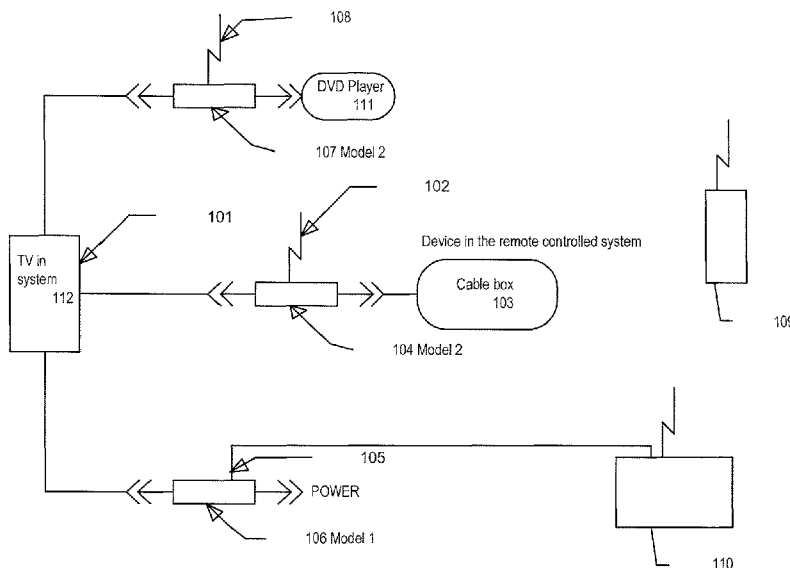 108
DVD Player
111
107 Model 2
102
101
Device in the remote controlled system
TV in
system
112
Cable box
103
109
104 Model 2
105
POWER
106 Model 1
110